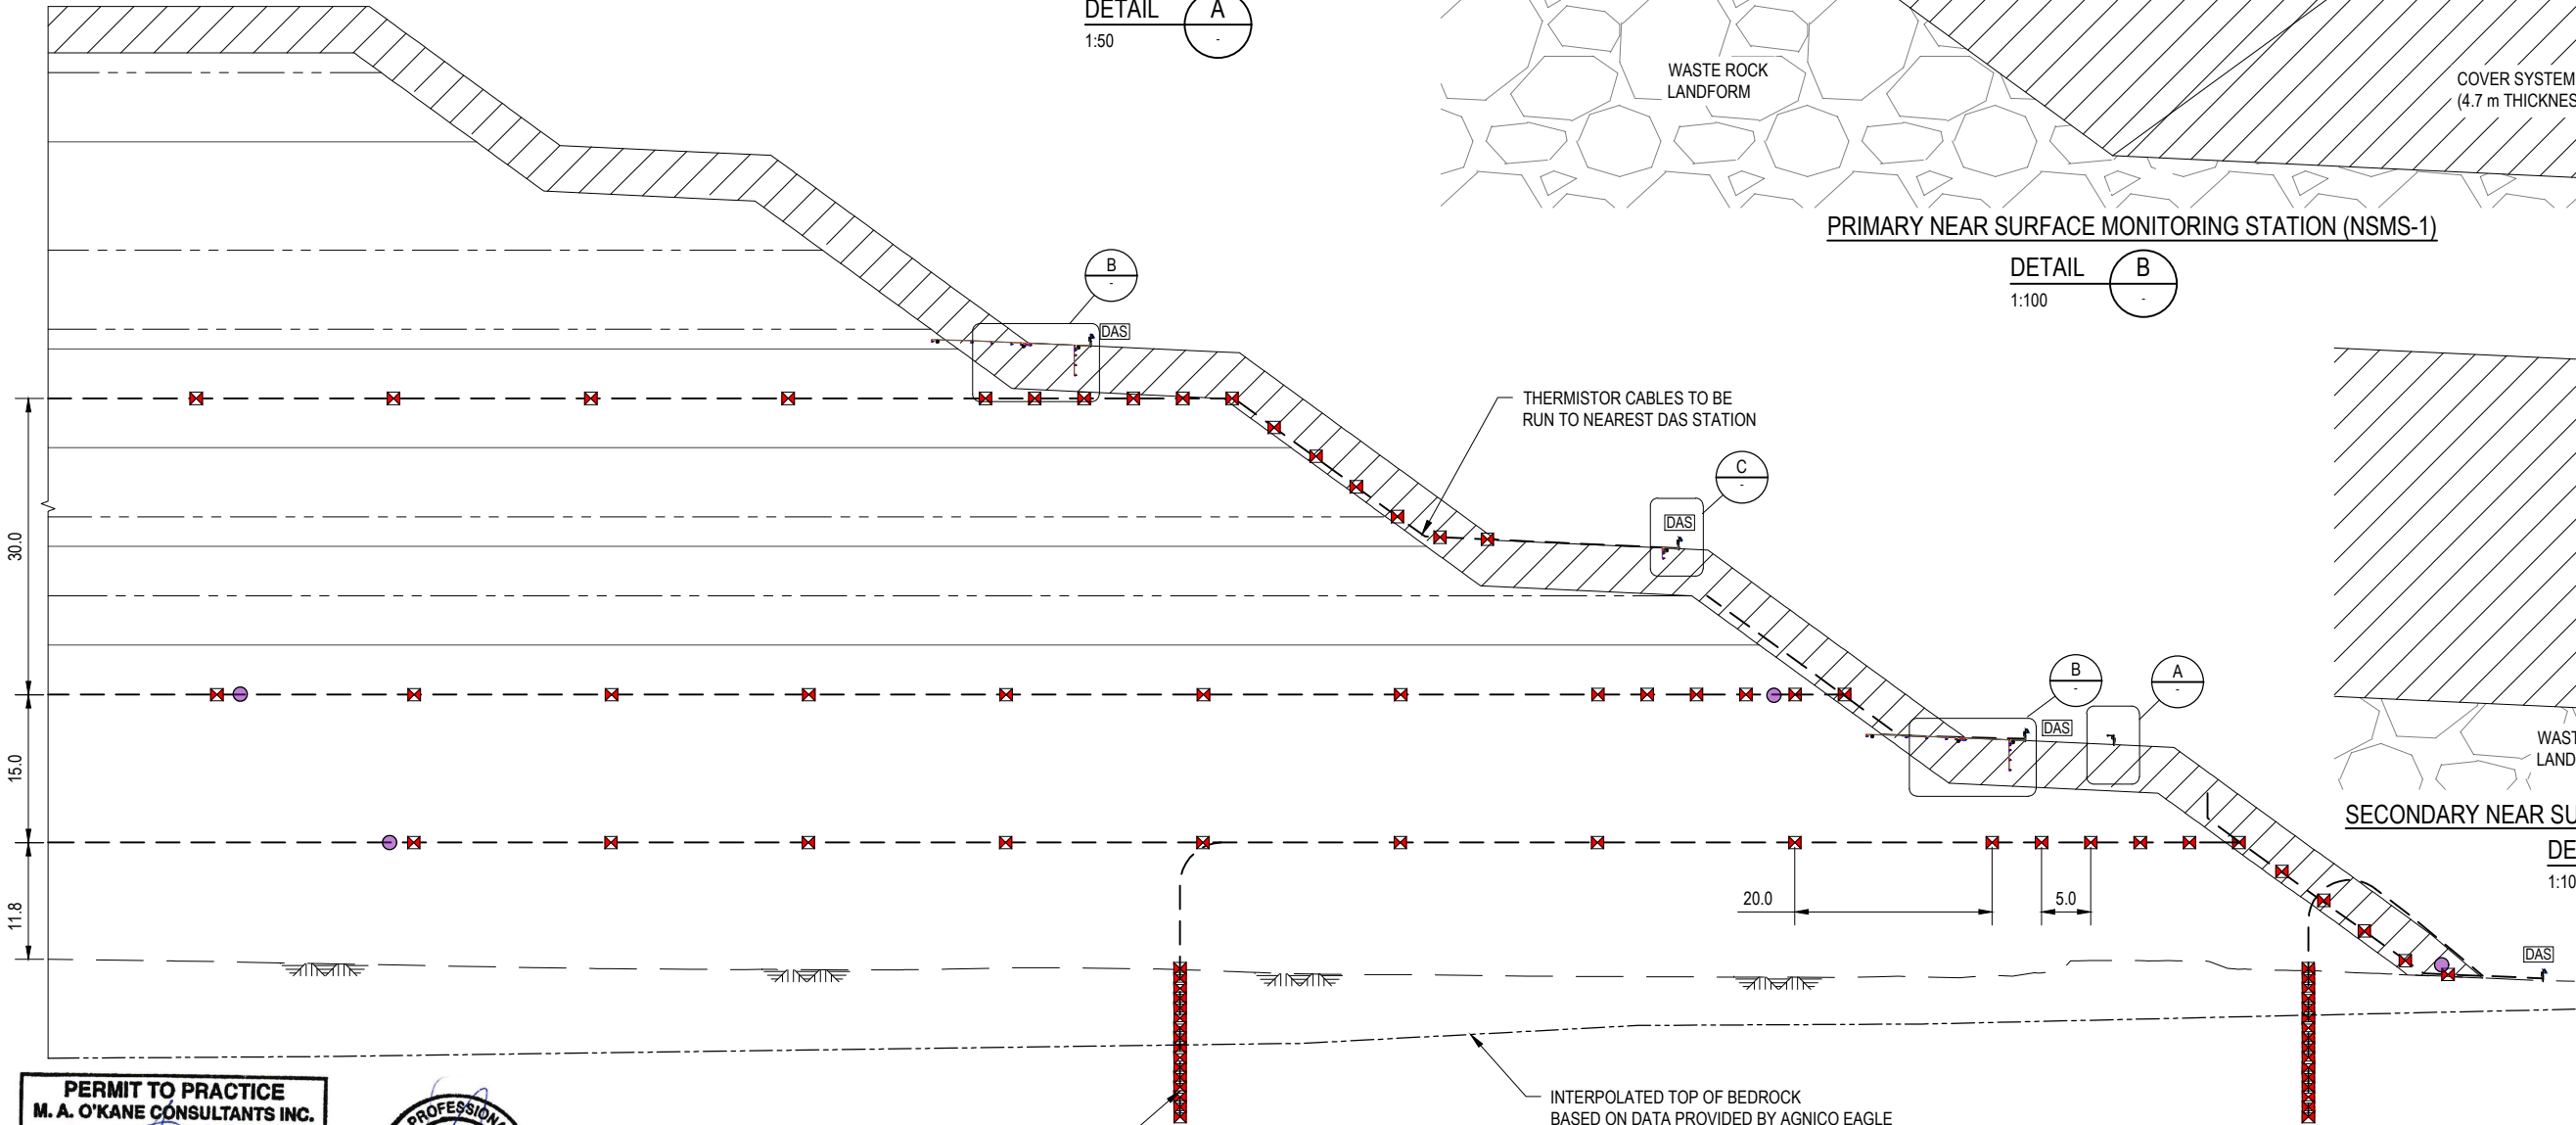 DETAIL A
1:50
-
WASTE ROCK
LANDFORM
COVER SYSTEM
(4.7 m THICKNES
PRIMARY NEAR SURFACE MONITORING STATION (NSMS-1)
DETAIL B
1:100
-
B
-
DAS
THERMISTOR CABLES TO BE
RUN TO NEAREST DAS STATION
C
-
DAS
30.0
B
-
A
-
DAS
WAST
LAND
15.0
SECONDARY NEAR SU
DE
1:10
20.0
5.0
11.8
DAS
INTERPOLATED TOP OF BEDROCK
BASED ON DATA PROVIDED BY AGNICO EAGLE
PERMIT TO PRACTICE
M. A. O'KANE CONSULTANTS INC.
PROFESSIONA